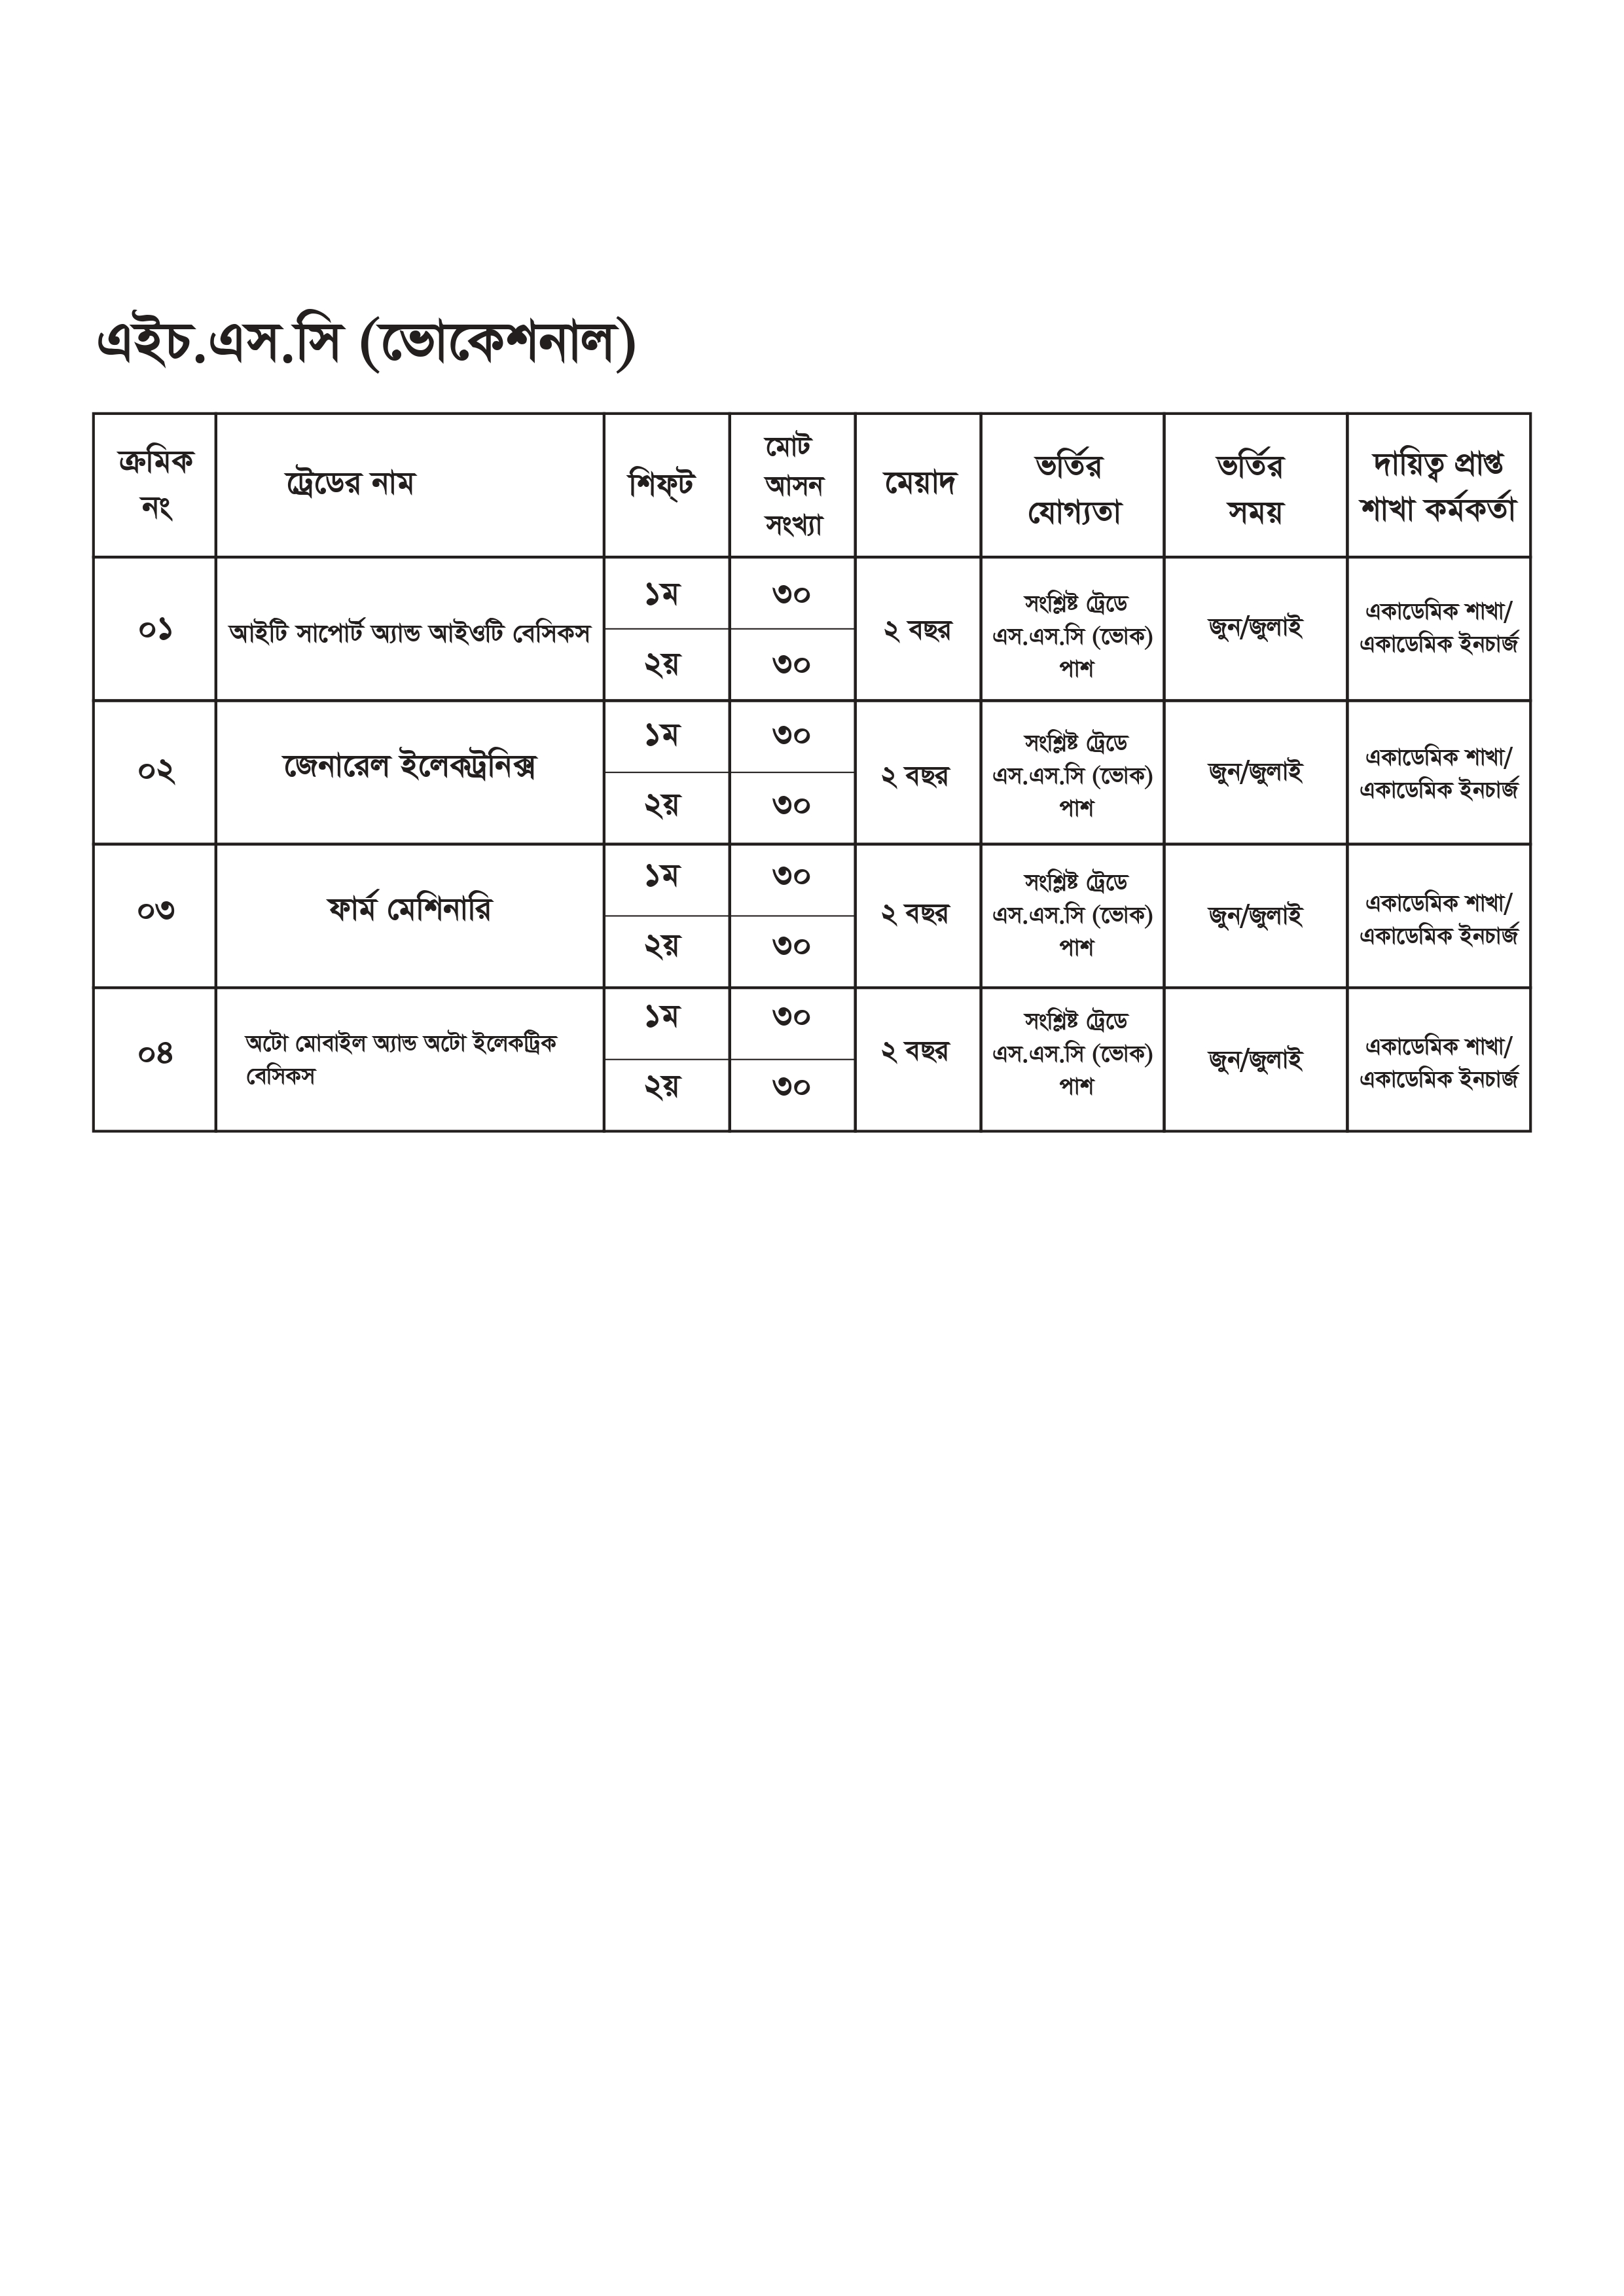 এইচ.এস.সি (ভোকেশনাল)
ক্রমিক
নং
ট্রেডের নাম
শিফ্ট
মোট
আসন
সংখ্যা
মেয়াদ
ভর্তির
যোগ্যতা
ভর্তির
সময়
দায়িত্ব প্রাপ্ত
শাখা কর্মকর্তা
০১
আইটি সাপোর্ট অ্যান্ড আইওটি বেসিকস
১ম
৩০
২য়
৩০
২ বছর
সংশ্লিষ্ট ট্রেডে
এস.এস.সি (ভোক)
পাশ
জুন/জুলাই
একাডেমিক শাখা/
একাডেমিক ইনচার্জ
০২
জেনারেল ইলেকট্রনিক্স
১ম
৩০
২য়
৩০
২ বছর
সংশ্লিষ্ট ট্রেডে
এস.এস.সি (ভোক)
পাশ
জুন/জুলাই
একাডেমিক শাখা/
একাডেমিক ইনচার্জ
০৩
ফার্ম মেশিনারি
১ম
৩০
২য়
৩০
২ বছর
সংশ্লিষ্ট ট্রেডে
এস.এস.সি (ভোক)
পাশ
জুন/জুলাই
একাডেমিক শাখা/
একাডেমিক ইনচার্জ
০৪
অটো মোবাইল অ্যান্ড অটো ইলেকট্রিক
বেসিকস
১ম
৩০
২য়
৩০
২ বছর
সংশ্লিষ্ট ট্রেডে
এস.এস.সি (ভোক)
পাশ
জুন/জুলাই
একাডেমিক শাখা/
একাডেমিক ইনচার্জ